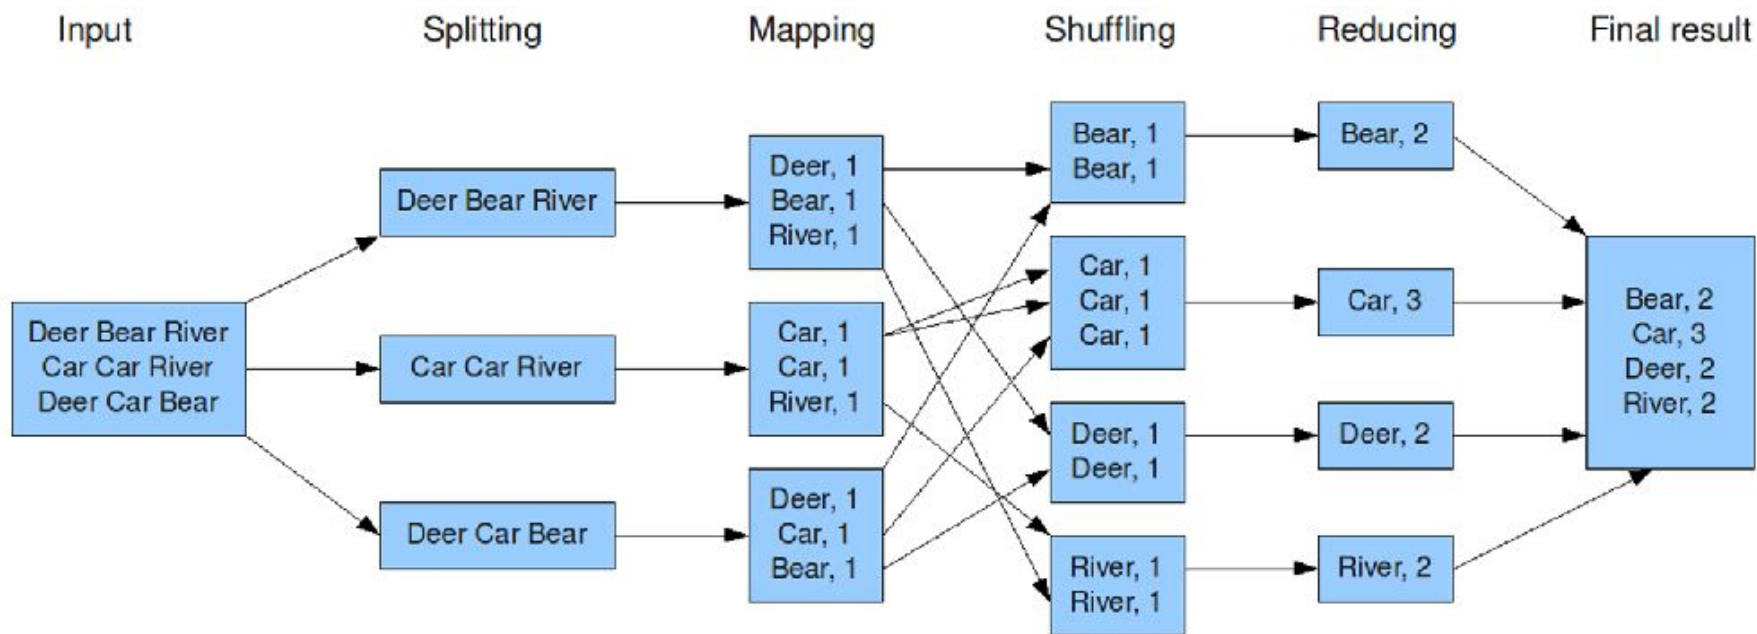 Input
Splitting
Mapping
Shuffling
Reducing
Final result
Deer Bear River
Car Car River
Deer Car Bear
Deer Bear River
Car Car River
Deer Car Bear
Deer, 1
Bear, 1
River, 1
Car, 1
Car, 1
River, 1
Deer, 1
Car, 1
Bear, 1
Bear, 1
Bear, 1
Car, 1
Car, 1
Car, 1
Deer, 1
Deer, 1
River, 1
River, 1
Bear, 2
Car, 3
Deer, 2
River, 2
Bear, 2
Car, 3
Deer, 2
River, 2